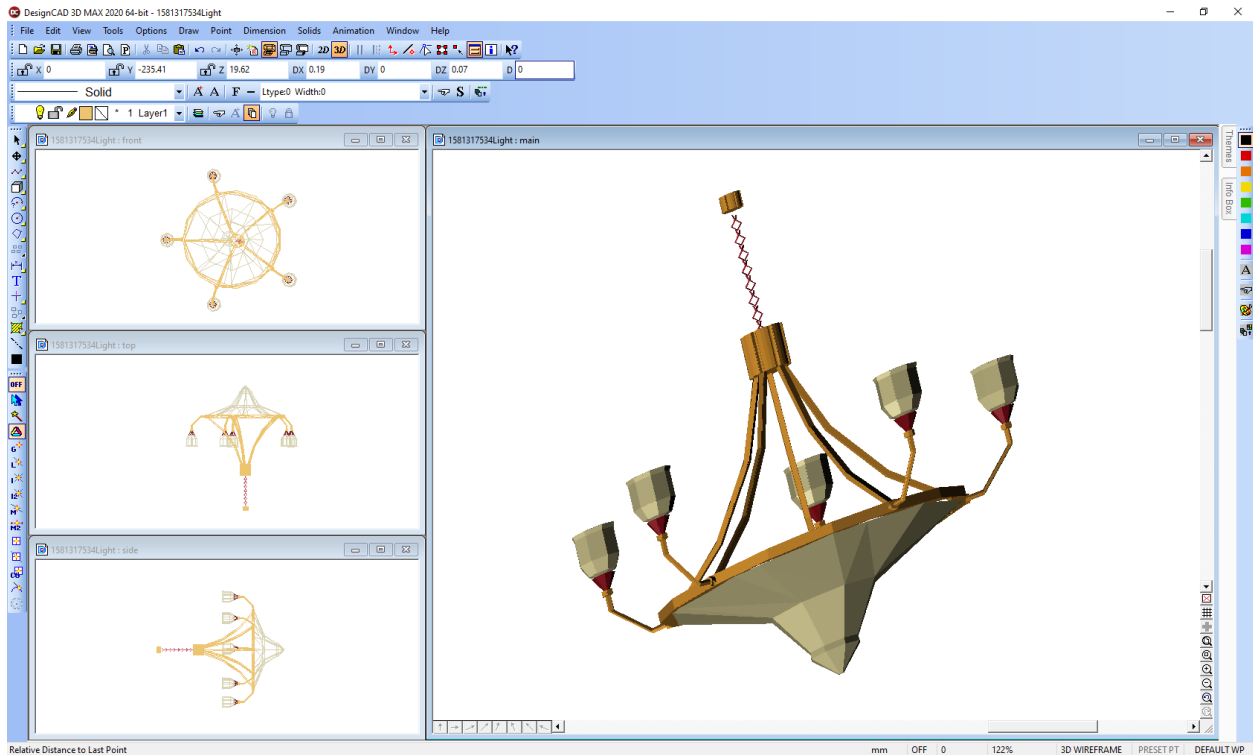 DesignCAD 3D MAX 2020 64-bit - 1581317534Light
File Edit View Tools Options Draw Point Dimension Solids Animation Window Help
2D 3D
X 0 Y -235.41 Z 19.62 DX 0.19 DY 0 DZ 0.07 D 0
Solid A A F Ltype:0 Width:0 S
* 1 Layer1
1581317534Light : front
1581317534Light : main
Themes
Info Box
T
OFF
1581317534Light : top
1581317534Light : side
A
Relative Distance to Last Point mm OFF 0 122% 3D WIREFRAME PRESET PT DEFAULT WP